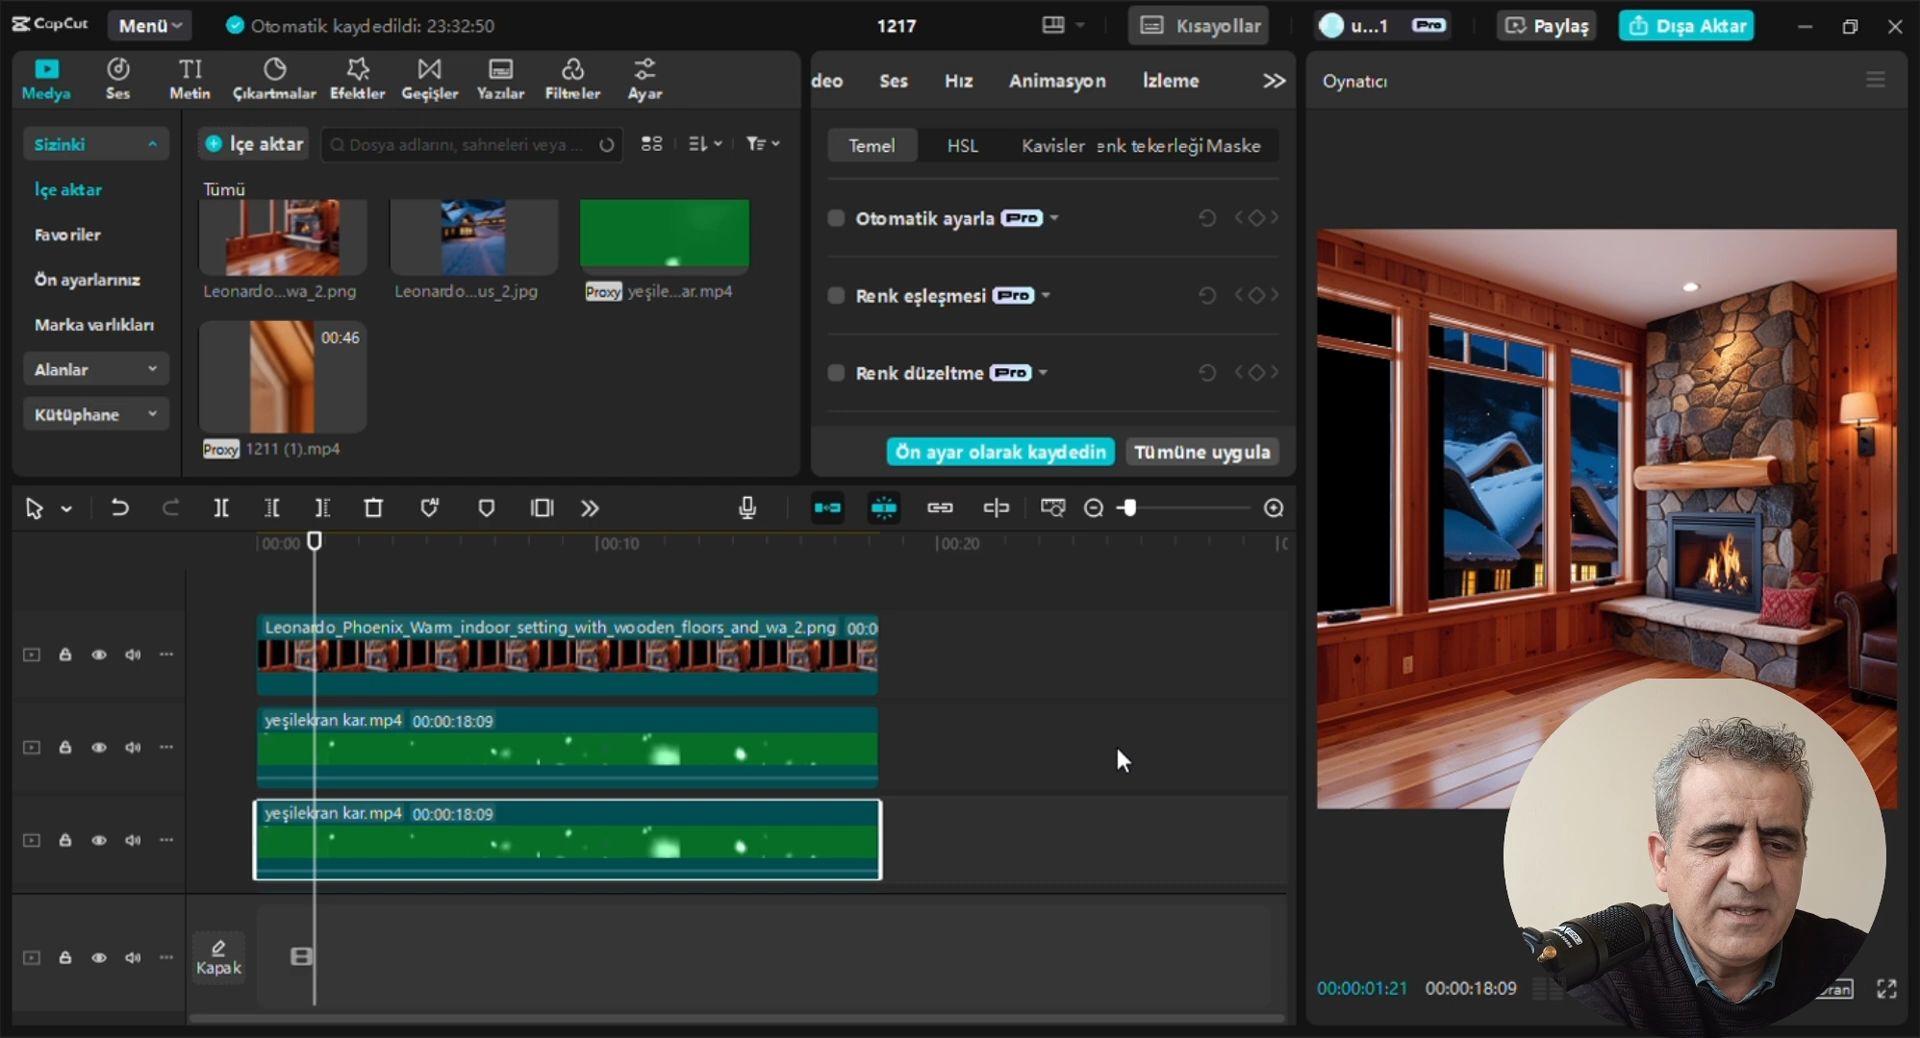 CapCut
Menü
Otomatik kaydedildi: 23:32:50
1217
Kısayollar
u...1
Pro
Paylaş
Dışa Aktar
Medya
Ses
Metin
Çıkartmalar
Efektler
Geçişler
Yazılar
Filtreler
Ayar
deo
Ses
Hız
Animasyon
İzleme
Oynatıcı
Sizinki
İçe aktar
Dosya adlarını, sahneleri veya ...
Temel
HSL
Kavisler
enk tekerleği
Maske
İçe aktar
Tümü
Favoriler
Ön ayarlarınız
Marka varlıkları
Alanlar
Kütüphane
Leonardo...wa_2.png
Leonardo...us_2.jpg
Proxy yeşile...ar.mp4
00:46
Proxy 1211 (1).mp4
Otomatik ayarla Pro
Renk eşleşmesi Pro
Renk düzeltme Pro
Ön ayar olarak kaydedin
Tümüne uygula
00:00
00:10
00:20
Leonardo_Phoenix_Warm_indoor_setting_with_wooden_floors_and_wa_2.png 00:0
yeşilekran kar.mp4 00:00:18:09
yeşilekran kar.mp4 00:00:18:09
Kapak
00:00:01:21
00:00:18:09